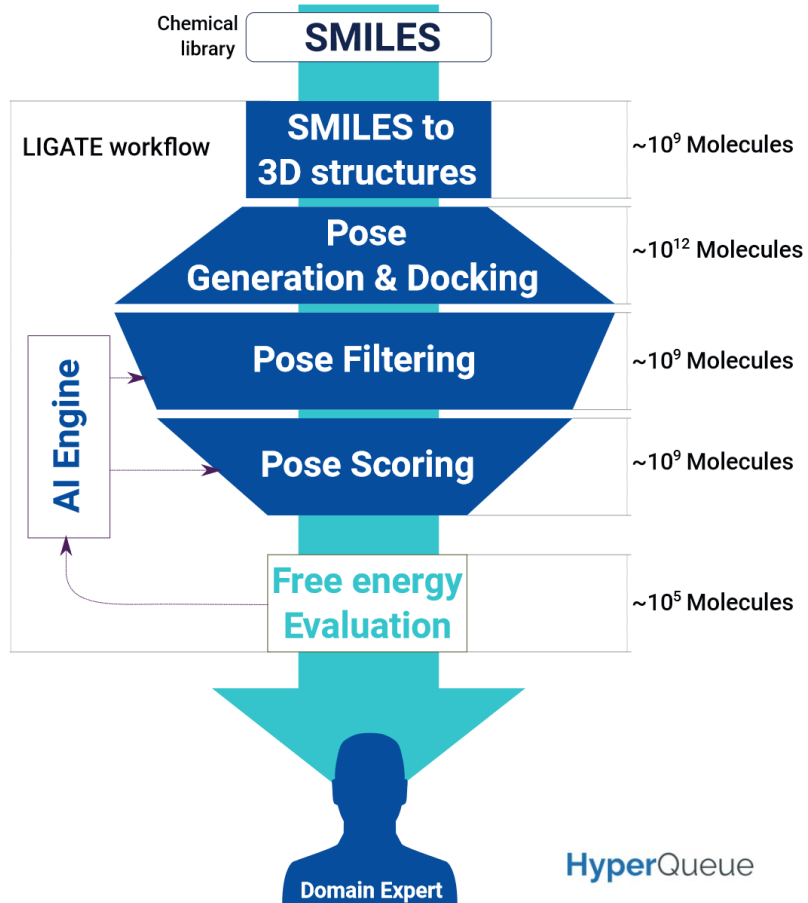 Chemical
library
SMILES
LIGATE workflow
SMILES to
3D structures
~10⁹ Molecules
Pose
Generation & Docking
~10¹² Molecules
Pose Filtering
~10⁹ Molecules
AI Engine
Pose Scoring
~10⁹ Molecules
Free energy
Evaluation
~10⁵ Molecules
Domain Expert
HyperQueue